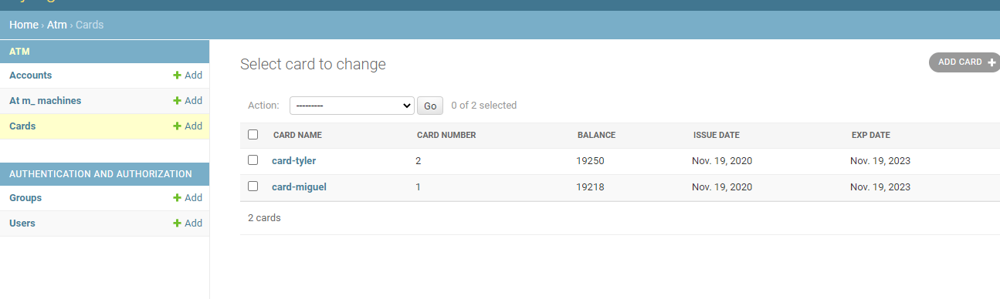 Home › Atm › Cards
ATM
Accounts + Add
At m_ machines + Add
Cards + Add
AUTHENTICATION AND AUTHORIZATION
Groups + Add
Users + Add
Select card to change
ADD CARD +
Action: --------- Go 0 of 2 selected
CARD NAME CARD NUMBER BALANCE ISSUE DATE EXP DATE
card-tyler 2 19250 Nov. 19, 2020 Nov. 19, 2023
card-miguel 1 19218 Nov. 19, 2020 Nov. 19, 2023
2 cards